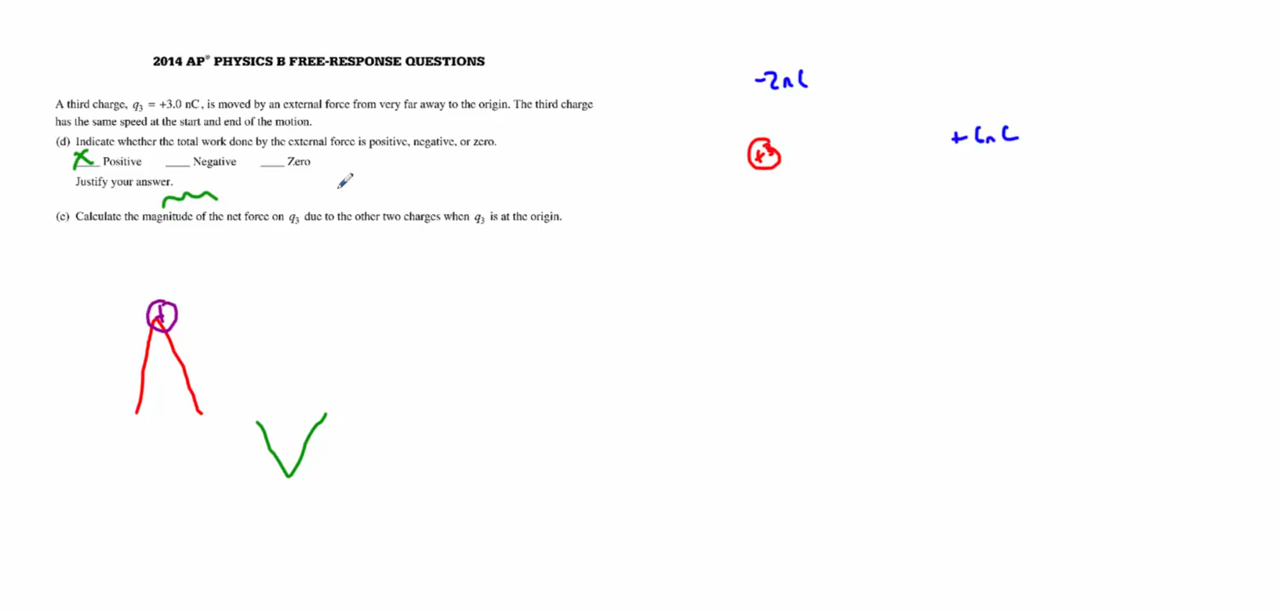 2014 AP® PHYSICS B FREE-RESPONSE QUESTIONS
A third charge, q₃ = +3.0 nC, is moved by an external force from very far away to the origin. The third charge
has the same speed at the start and end of the motion.
(d) Indicate whether the total work done by the external force is positive, negative, or zero.
X Positive ____ Negative ____ Zero
Justify your answer.
(e) Calculate the magnitude of the net force on q₃ due to the other two charges when q₃ is at the origin.
-2nC
+3
+6nC